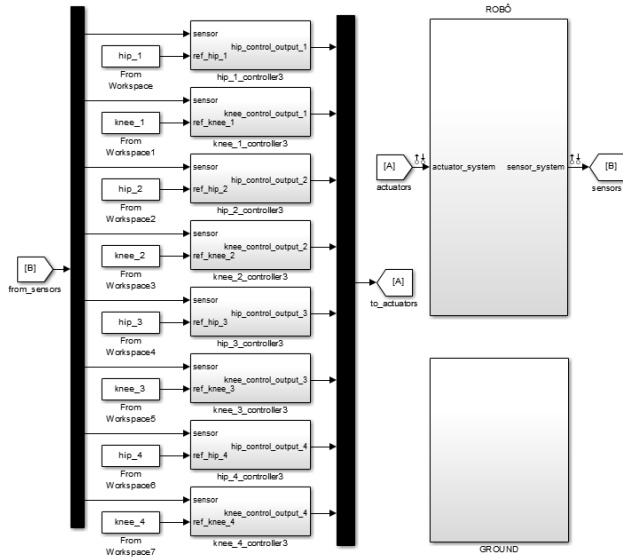 sensor
hip_1
ref_hip_1
hip_control_output_1
From
Workspace
hip_1_controller3
sensor
knee_1
ref_knee_1
knee_control_output_1
From
Workspace1
knee_1_controller3
sensor
hip_2
ref_hip_2
hip_control_output_2
From
Workspace2
hip_2_controller3
sensor
knee_2
ref_knee_2
knee_control_output_2
From
Workspace3
knee_2_controller3
[B]
from_sensors
sensor
hip_3
ref_hip_3
hip_control_output_3
From
Workspace4
hip_3_controller3
sensor
knee_3
ref_knee_3
knee_control_output_3
From
Workspace5
knee_3_controller3
sensor
hip_4
ref_hip_4
hip_control_output_4
From
Workspace6
hip_4_controller3
sensor
knee_4
ref_knee_4
knee_control_output_4
From
Workspace7
knee_4_controller3
[A]
to_actuators
ROBÔ
[A]
actuators
actuator_system
sensor_system
[B]
sensors
GROUND